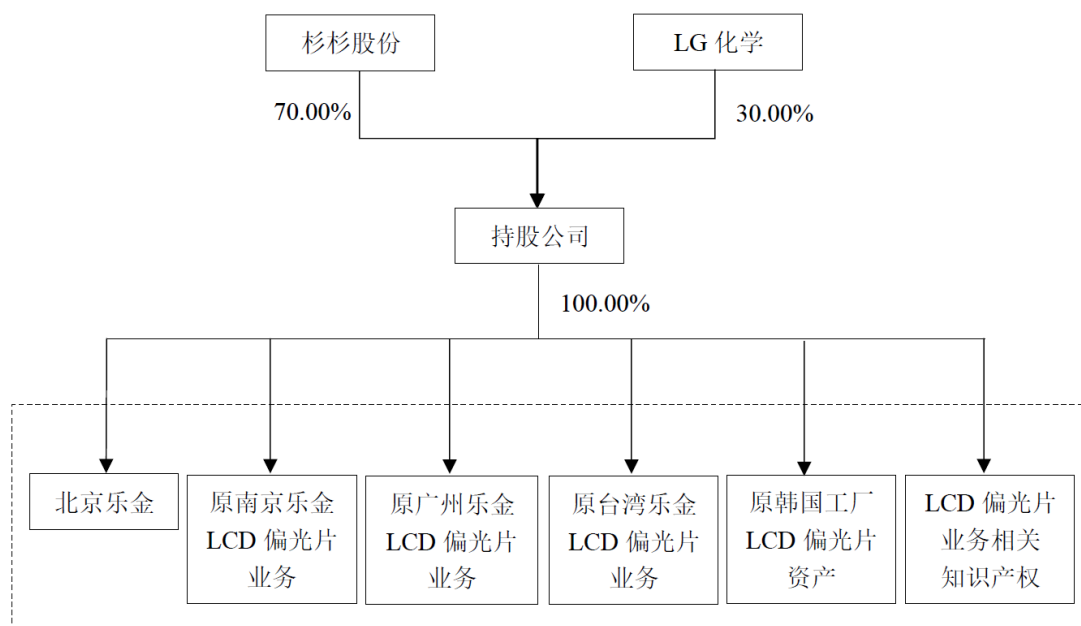 杉杉股份
LG 化学
70.00%
30.00%
持股公司
100.00%
北京乐金
原南京乐金
LCD 偏光片
业务
原广州乐金
LCD 偏光片
业务
原台湾乐金
LCD 偏光片
业务
原韩国工厂
LCD 偏光片
资产
LCD 偏光片
业务相关
知识产权